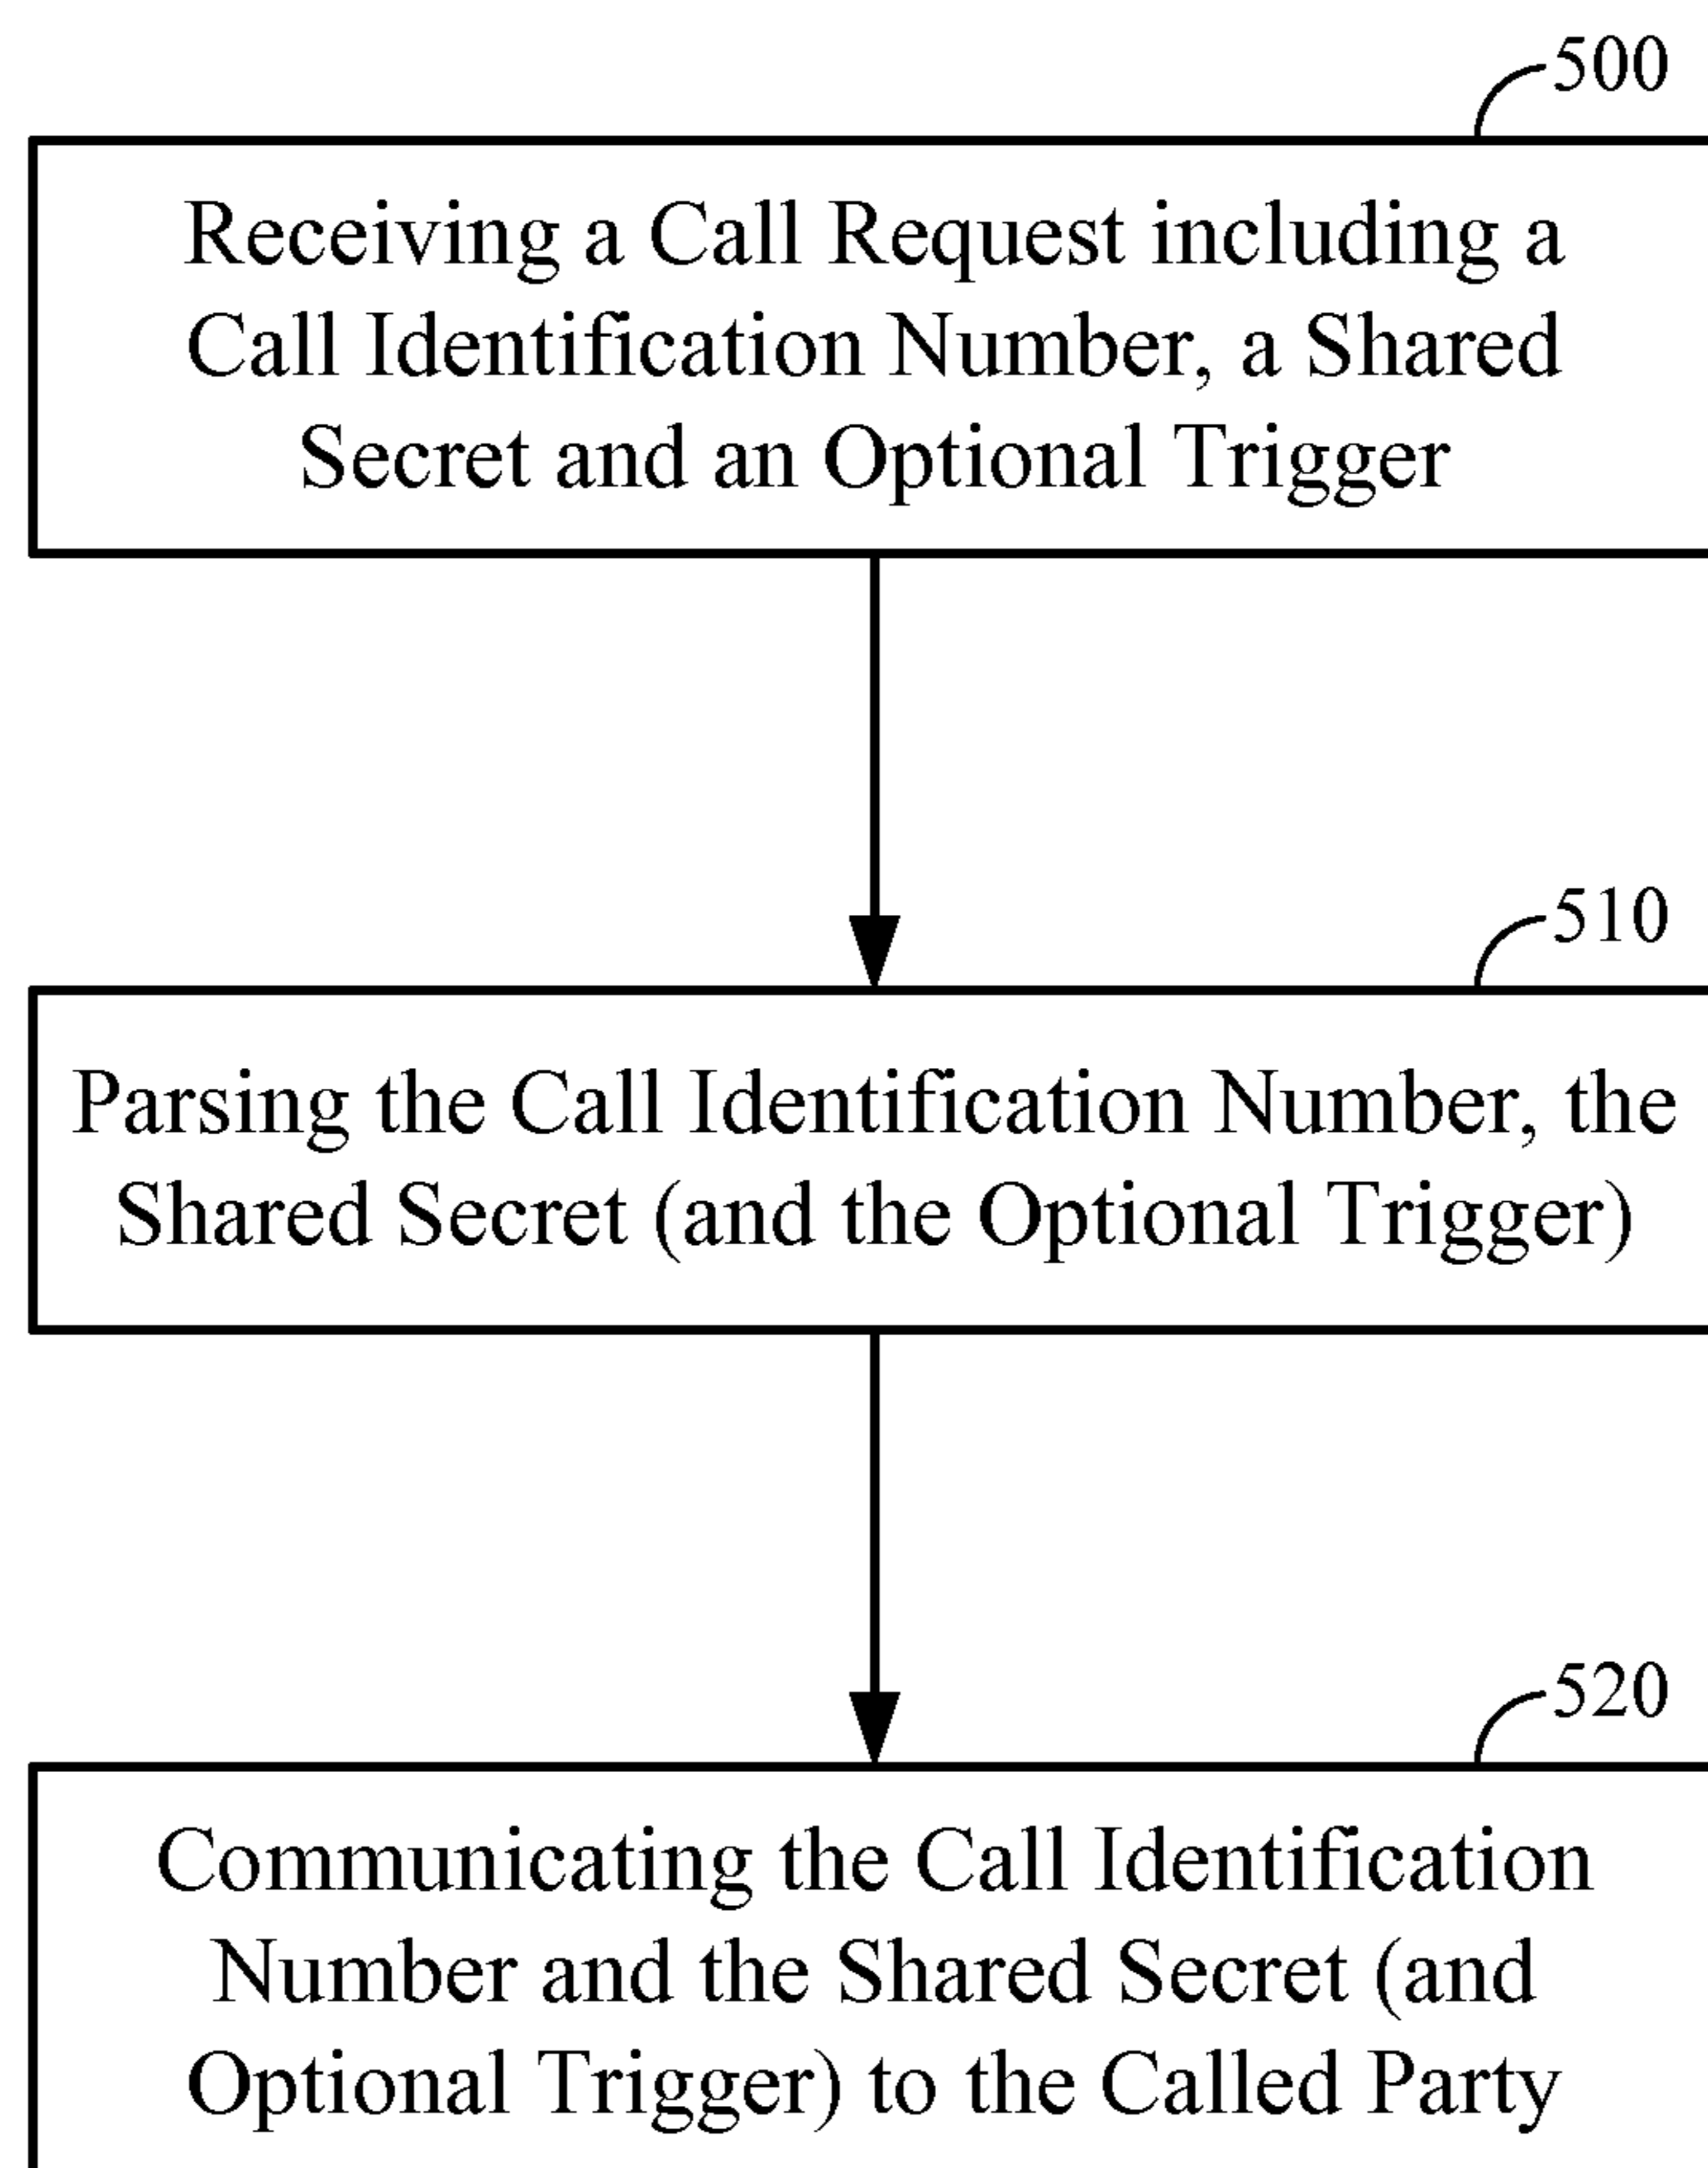 500
Receiving a Call Request including a
Call Identification Number, a Shared
Secret and an Optional Trigger
510
Parsing the Call Identification Number, the
Shared Secret (and the Optional Trigger)
520
Communicating the Call Identification
Number and the Shared Secret (and
Optional Trigger) to the Called Party